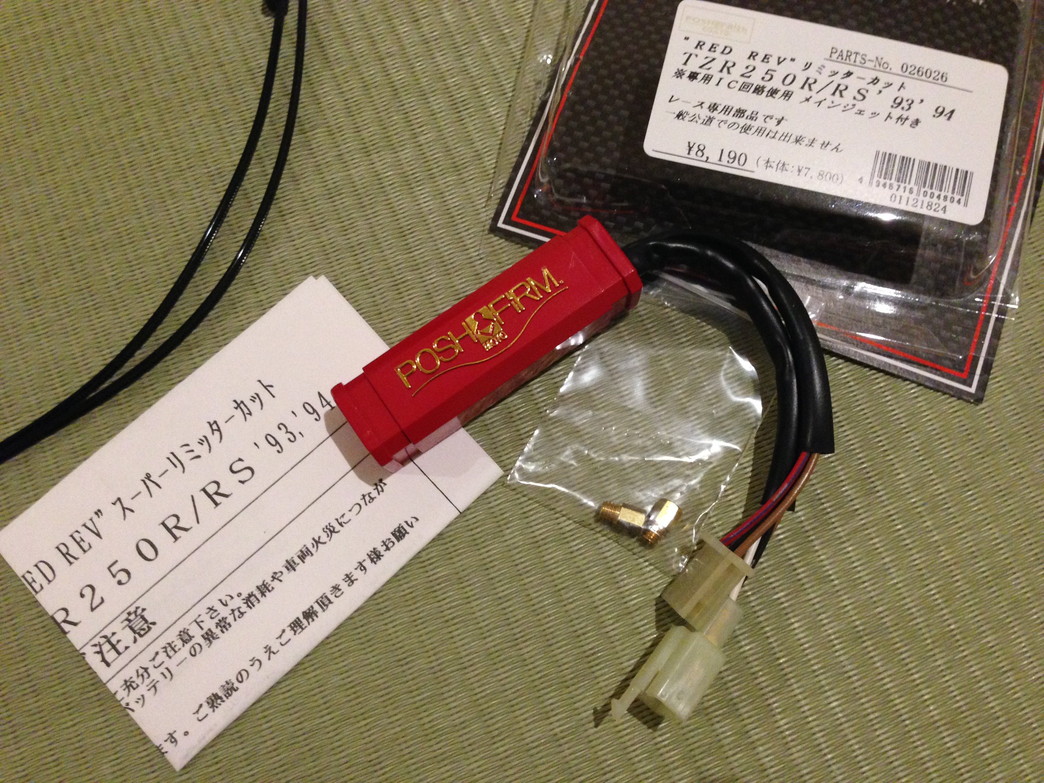 PARTS-No. 026026
"RED REV"リミッターカット
TZR250R/RS'93'94
※専用IC回路使用 メインジェット付き
レース専用部品です
一般公道での使用は出来ません
¥8,190 (本体:¥7,800)
4 946716 004804
01121824
POSH FIRM.
ED REV" スーパーリミッターカット
R250R/RS '93,'94
注意
充分ご注意下さい。
バッテリーの異常な消耗や車両火災につなが
ます。ご熟読のうえご理解頂きます様お願い